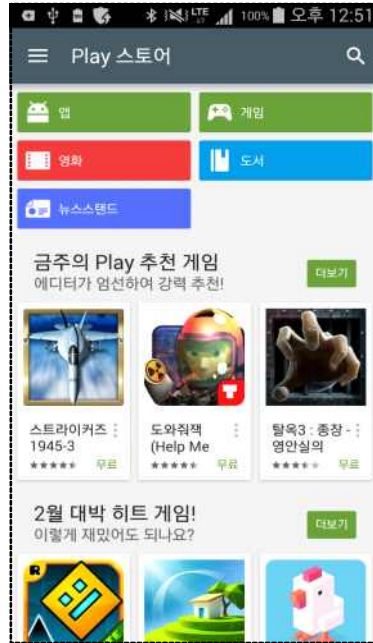 LTE 100% 오후 12:51
Play 스토어
앱
게임
영화
도서
뉴스스탠드
금주의 Play 추천 게임
더보기
에디터가 엄선하여 강력 추천!
스트라이커즈
1945-3
무료
도와줘잭
(Help Me
무료
탈옥3 : 종장 -
영안실의
무료
2월 대박 히트 게임!
더보기
이렇게 재밌어도 되나요?